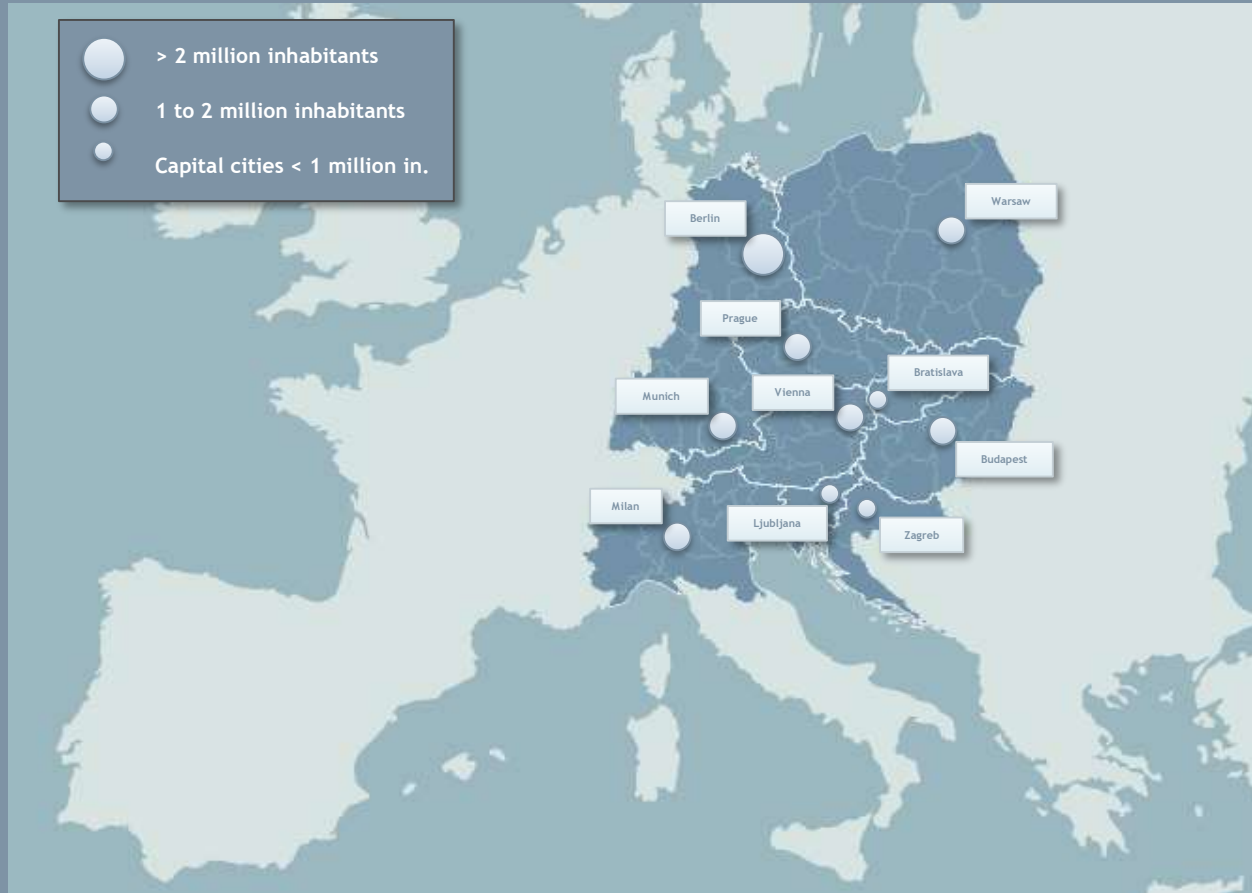 > 2 million inhabitants
1 to 2 million inhabitants
Capital cities < 1 million in.
Warsaw
Berlin
Prague
Bratislava
Vienna
Munich
Budapest
Milan
Ljubljana
Zagreb